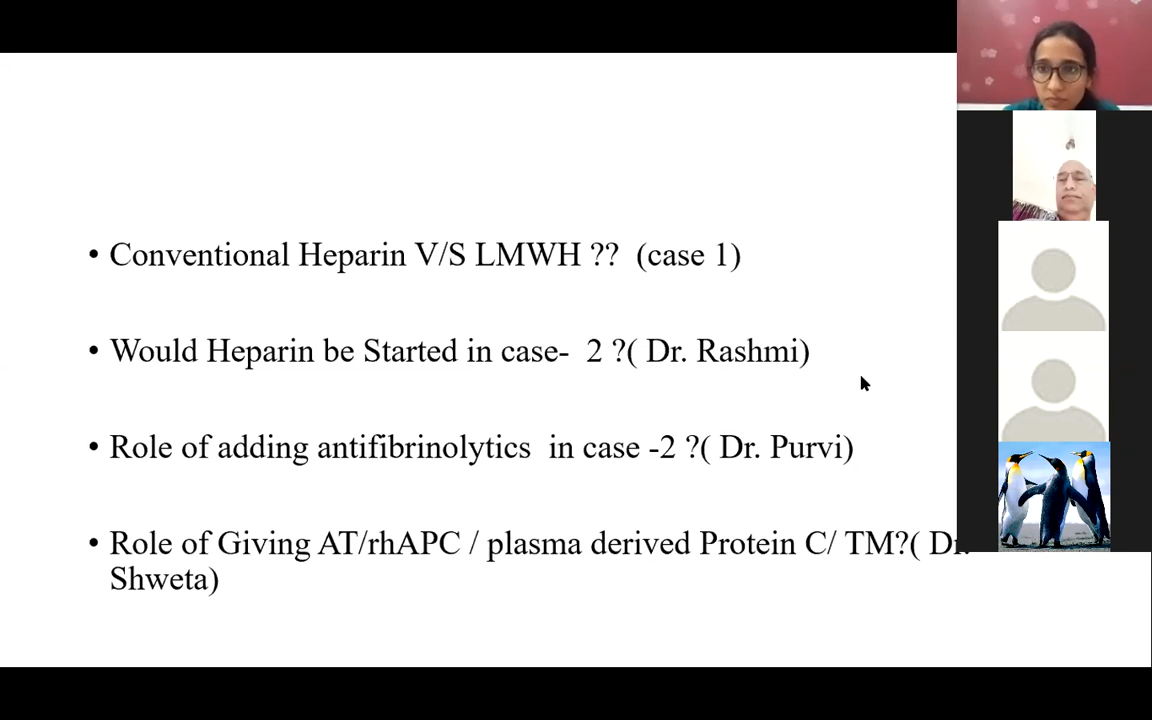 • Conventional Heparin V/S LMWH ?? (case 1)
• Would Heparin be Started in case- 2 ?( Dr. Rashmi)
• Role of adding antifibrinolytics in case -2 ?( Dr. Purvi)
• Role of Giving AT/rhAPC / plasma derived Protein C/ TM?( Dr.
Shweta)